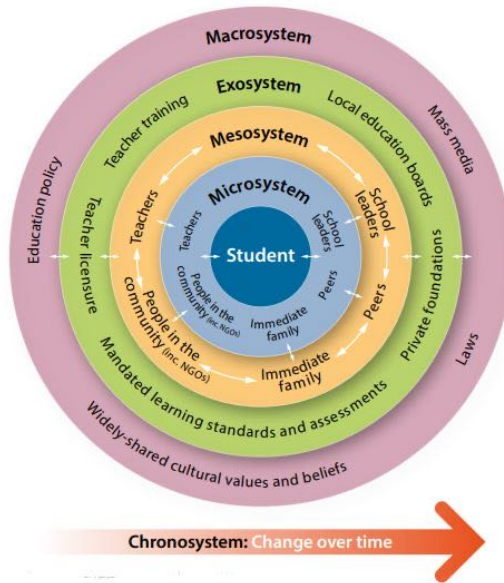 Macrosystem
Mass media
Education policy
Laws
Widely-shared cultural values and beliefs
Exosystem
Teacher training
Local education boards
Teacher licensure
Private foundations
Mandated learning standards and assessments
Mesosystem
Teachers
School
leaders
Peers
People in the
community
(inc. NGOs)
Immediate
family
Microsystem
Teachers
School
leaders
Peers
People in the
community (inc. NGOs)
Immediate
family
Student
Chronosystem: Change over time